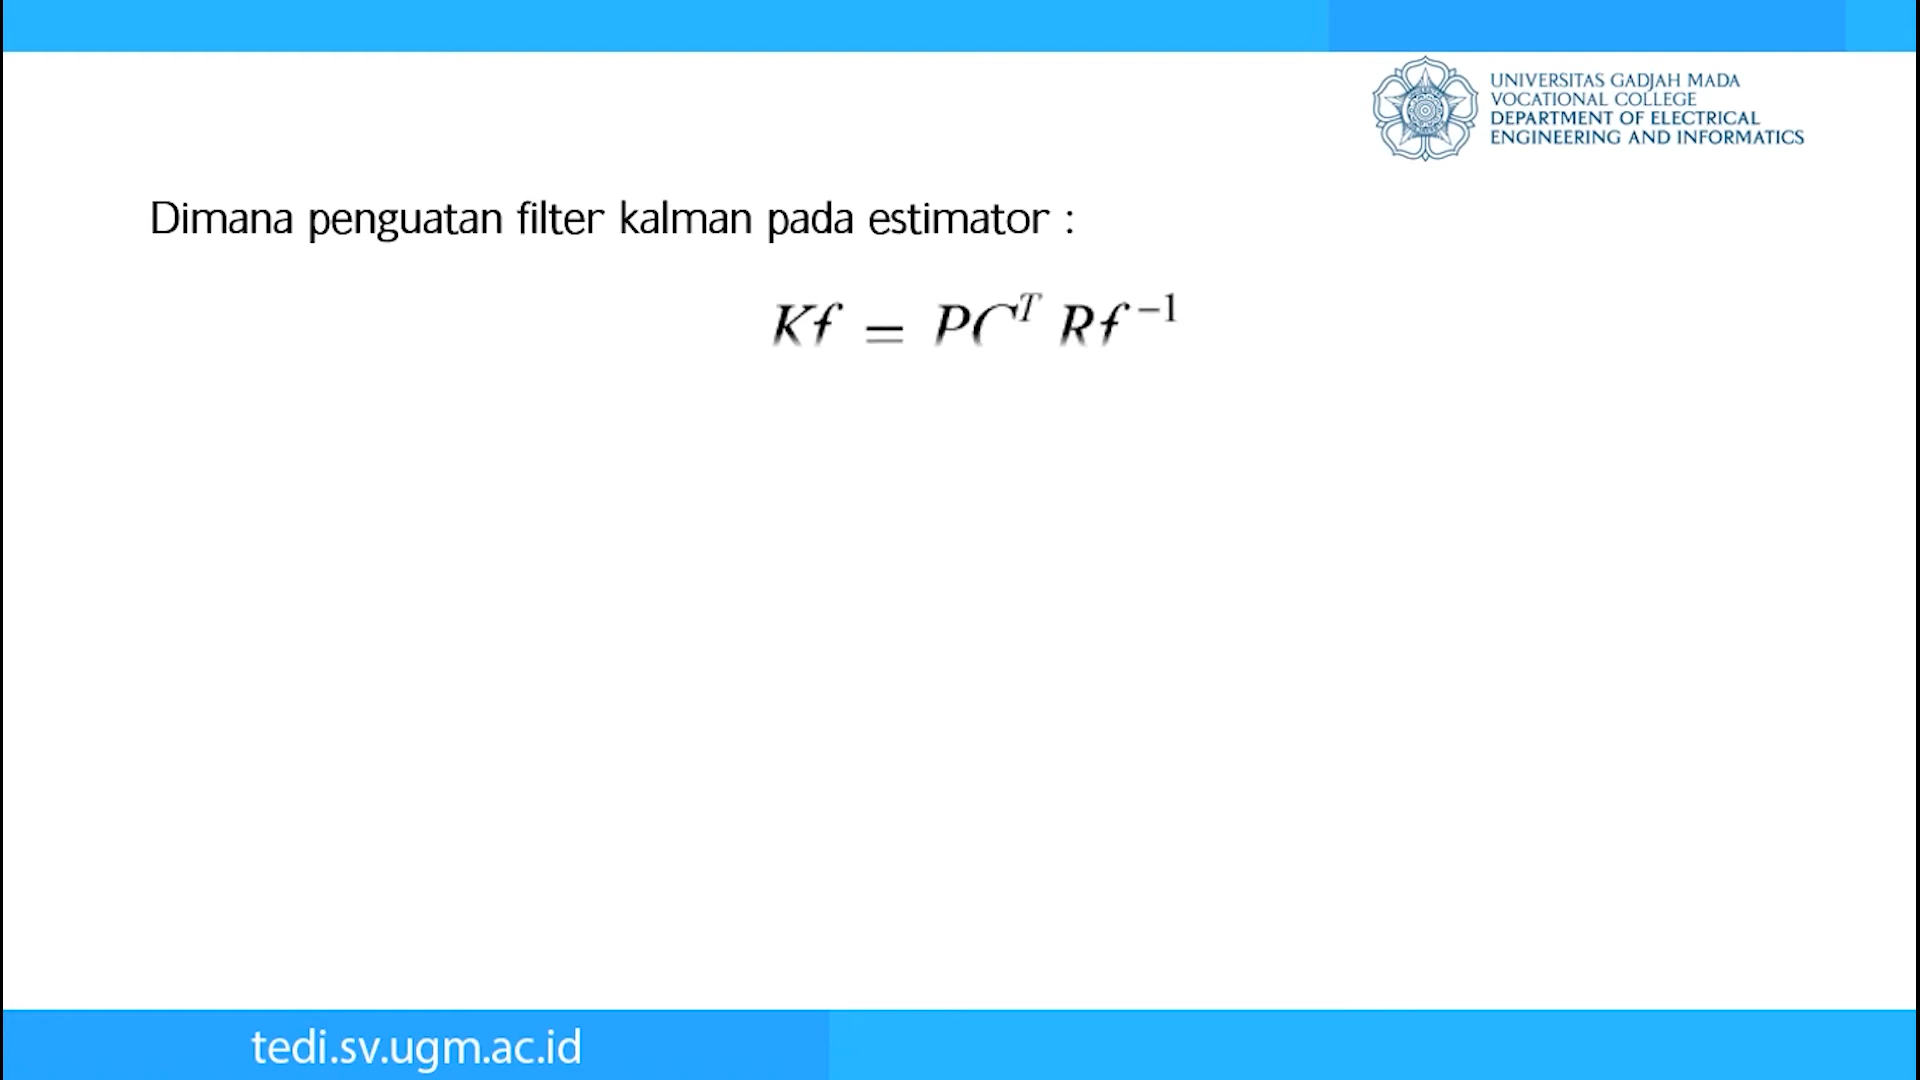 UNIVERSITAS GADJAH MADA
VOCATIONAL COLLEGE
DEPARTMENT OF ELECTRICAL
ENGINEERING AND INFORMATICS
Dimana penguatan filter kalman pada estimator :
Kf = PCᵀ Rf⁻¹
tedi.sv.ugm.ac.id